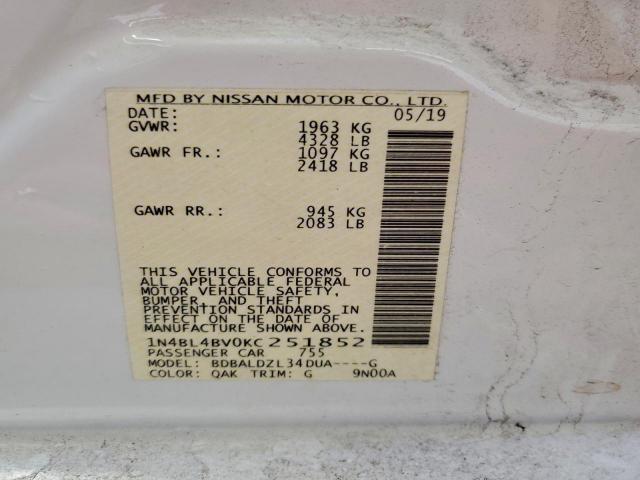 MFD BY NISSAN MOTOR CO., LTD.
DATE: 05/19
GVWR: 1963 KG
4328 LB
GAWR FR.: 1097 KG
2418 LB
GAWR RR.: 945 KG
2083 LB
THIS VEHICLE CONFORMS TO
ALL APPLICABLE FEDERAL
MOTOR VEHICLE SAFETY,
BUMPER, AND THEFT
PREVENTION STANDARDS IN
EFFECT ON THE DATE OF
MANUFACTURE SHOWN ABOVE.
1N4BL4BV0KC251852
PASSENGER CAR 755
MODEL: BDBALDZL34DUA----G
COLOR: QAK TRIM: G 9N00A